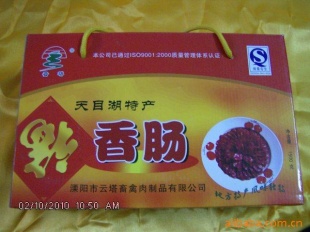 本公司已通过ISO9001:2000质量管理体系认证
天目湖特产
福
香肠
溧阳市云塔畜禽肉制品有限公司
02/10/2010 10:50 AM